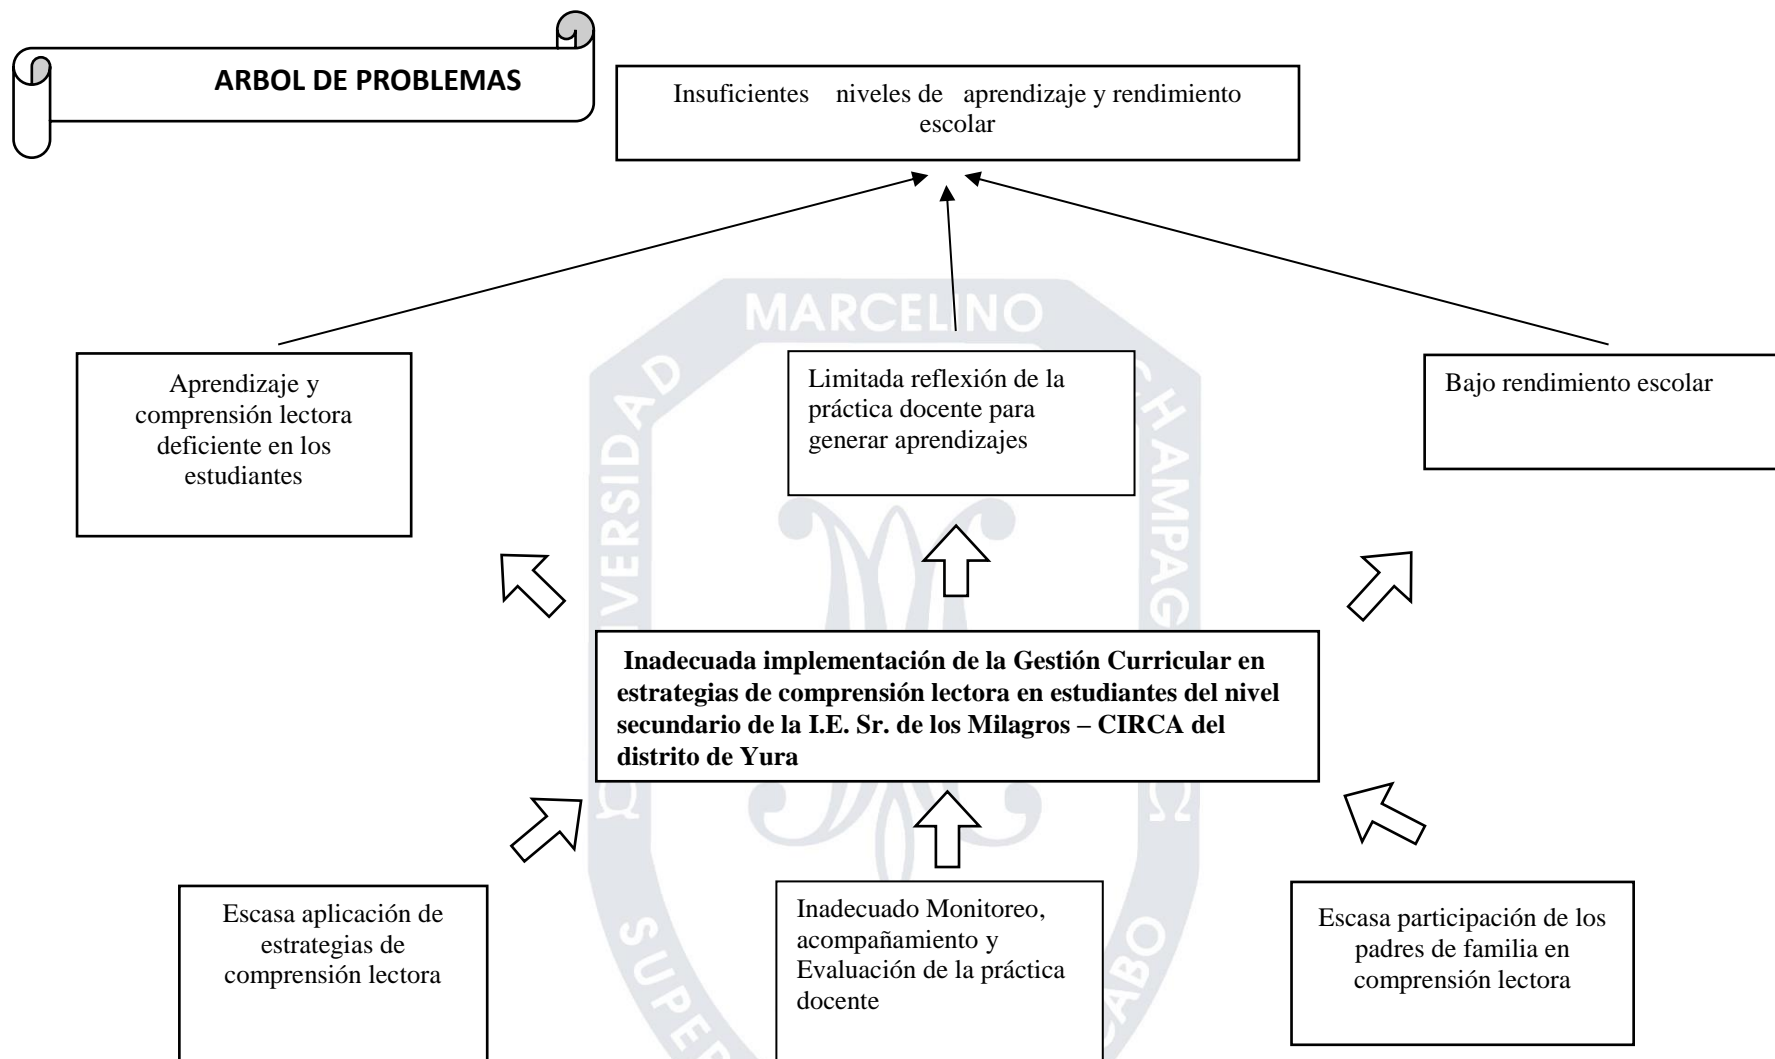 ARBOL DE PROBLEMAS
Insuficientes niveles de aprendizaje y rendimiento
escolar
MARCELINO
CHAMPAG
Aprendizaje y
comprensión lectora
deficiente en los
estudiantes
Limitada reflexión de la
práctica docente para
generar aprendizajes
Bajo rendimiento escolar
IVERSIDAD
Inadecuada implementación de la Gestión Curricular en
estrategias de comprensión lectora en estudiantes del nivel
secundario de la I.E. Sr. de los Milagros – CIRCA del
distrito de Yura
Ω
Ω
Escasa aplicación de
estrategias de
comprensión lectora
Inadecuado Monitoreo,
acompañamiento y
Evaluación de la práctica
docente
Escasa participación de los
padres de familia en
comprensión lectora
SUPER
CABO